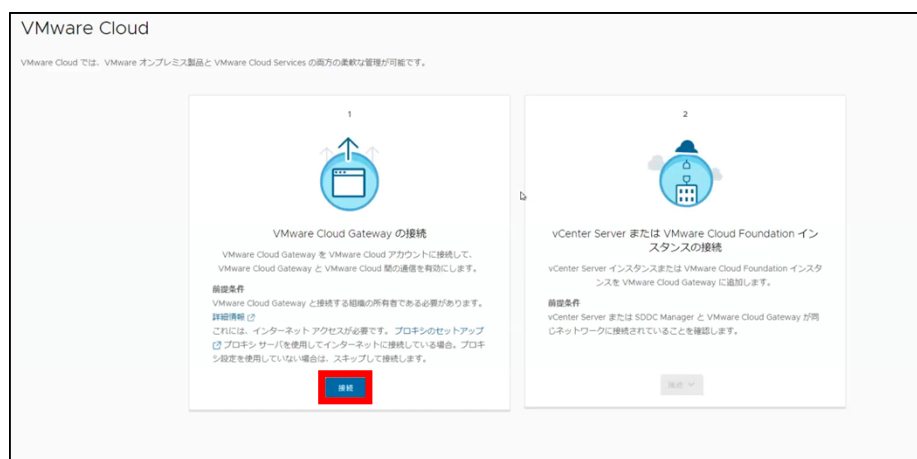 VMware Cloud
VMware Cloud では、VMware オンプレミス製品と VMware Cloud Services の両方の柔軟な管理が可能です。
1
VMware Cloud Gateway の接続
VMware Cloud Gateway を VMware Cloud アカウントに接続して、
VMware Cloud Gateway と VMware Cloud 間の通信を有効にします。
前提条件
VMware Cloud Gateway と接続する組織の所有者である必要があります。
詳細情報
これには、インターネット アクセスが必要です。 プロキシのセットアップ
プロキシ サーバを使用してインターネットに接続している場合。プロキ
シ設定を使用していない場合は、スキップして接続します。
接続
2
vCenter Server または VMware Cloud Foundation イン
スタンスの接続
vCenter Server インスタンスまたは VMware Cloud Foundation インスタ
ンスを VMware Cloud Gateway に追加します。
前提条件
vCenter Server または SDDC Manager と VMware Cloud Gateway が同
じネットワークに接続されていることを確認します。
接続